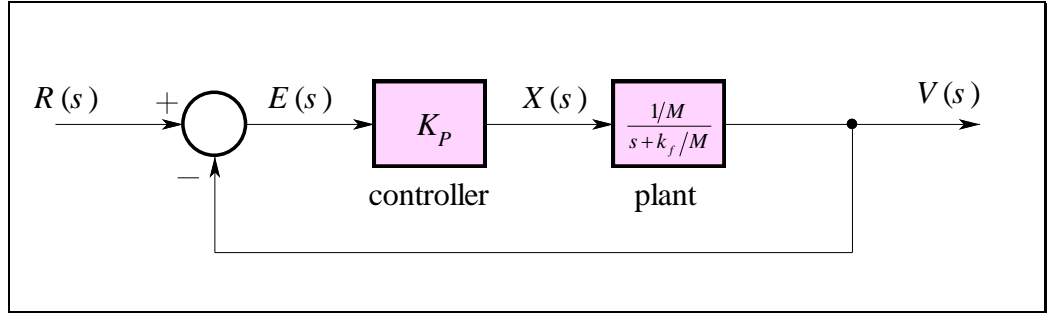 R(s) + E(s) K_P X(s) 1/M V(s)
s + k_f/M
−
controller plant